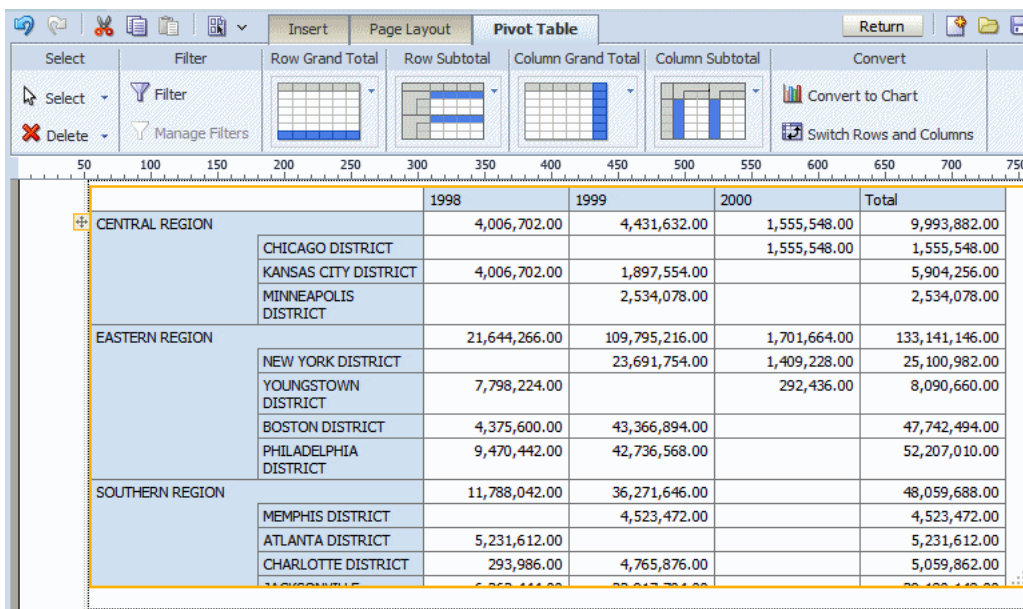 Insert Page Layout Pivot Table Return
Select Filter Row Grand Total Row Subtotal Column Grand Total Column Subtotal Convert
Select Filter Convert to Chart
Delete Manage Filters Switch Rows and Columns
50 100 150 200 250 300 350 400 450 500 550 600 650 700 750
1998 1999 2000 Total
CENTRAL REGION 4,006,702.00 4,431,632.00 1,555,548.00 9,993,882.00
CHICAGO DISTRICT 1,555,548.00 1,555,548.00
KANSAS CITY DISTRICT 4,006,702.00 1,897,554.00 5,904,256.00
MINNEAPOLIS 2,534,078.00 2,534,078.00
DISTRICT
EASTERN REGION 21,644,266.00 109,795,216.00 1,701,664.00 133,141,146.00
NEW YORK DISTRICT 23,691,754.00 1,409,228.00 25,100,982.00
YOUNGSTOWN 7,798,224.00 292,436.00 8,090,660.00
DISTRICT
BOSTON DISTRICT 4,375,600.00 43,366,894.00 47,742,494.00
PHILADELPHIA 9,470,442.00 42,736,568.00 52,207,010.00
DISTRICT
SOUTHERN REGION 11,788,042.00 36,271,646.00 48,059,688.00
MEMPHIS DISTRICT 4,523,472.00 4,523,472.00
ATLANTA DISTRICT 5,231,612.00 5,231,612.00
CHARLOTTE DISTRICT 293,986.00 4,765,876.00 5,059,862.00